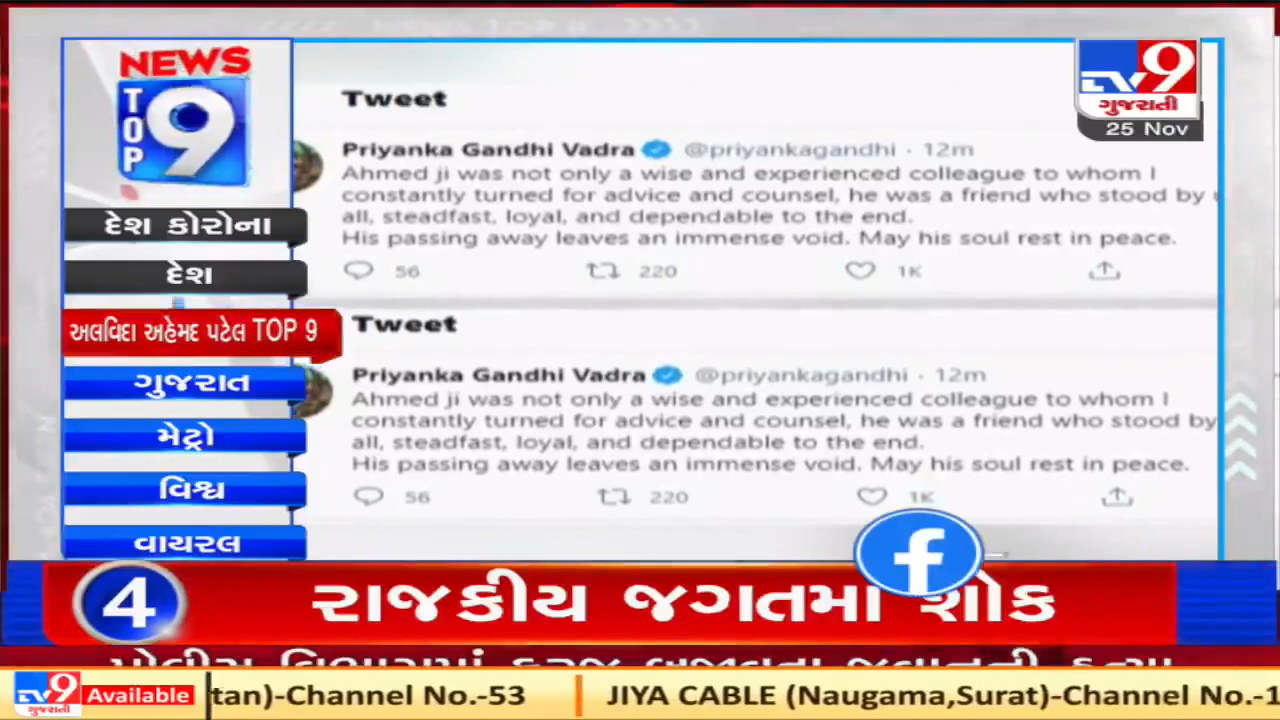 NEWS
TOP
9
TV9
ગુજરાતી
25 Nov
દેશ કોરોના
દેશ
અલવિદા અહેમદ પટેલ TOP 9
ગુજરાત
મેટ્રો
વિશ્વ
વાયરલ
Tweet
Priyanka Gandhi Vadra @priyankagandhi · 12m
Ahmed ji was not only a wise and experienced colleague to whom I
constantly turned for advice and counsel, he was a friend who stood by
all, steadfast, loyal, and dependable to the end.
His passing away leaves an immense void. May his soul rest in peace.
56 220 1K
Tweet
Priyanka Gandhi Vadra @priyankagandhi · 12m
Ahmed ji was not only a wise and experienced colleague to whom I
constantly turned for advice and counsel, he was a friend who stood by
all, steadfast, loyal, and dependable to the end.
His passing away leaves an immense void. May his soul rest in peace.
56 220 1K
4 રાજકીય જગતમાં શોક
TV9 ગુજરાતી Available tan)-Channel No.-53 JIYA CABLE (Naugama,Surat)-Channel No.-1